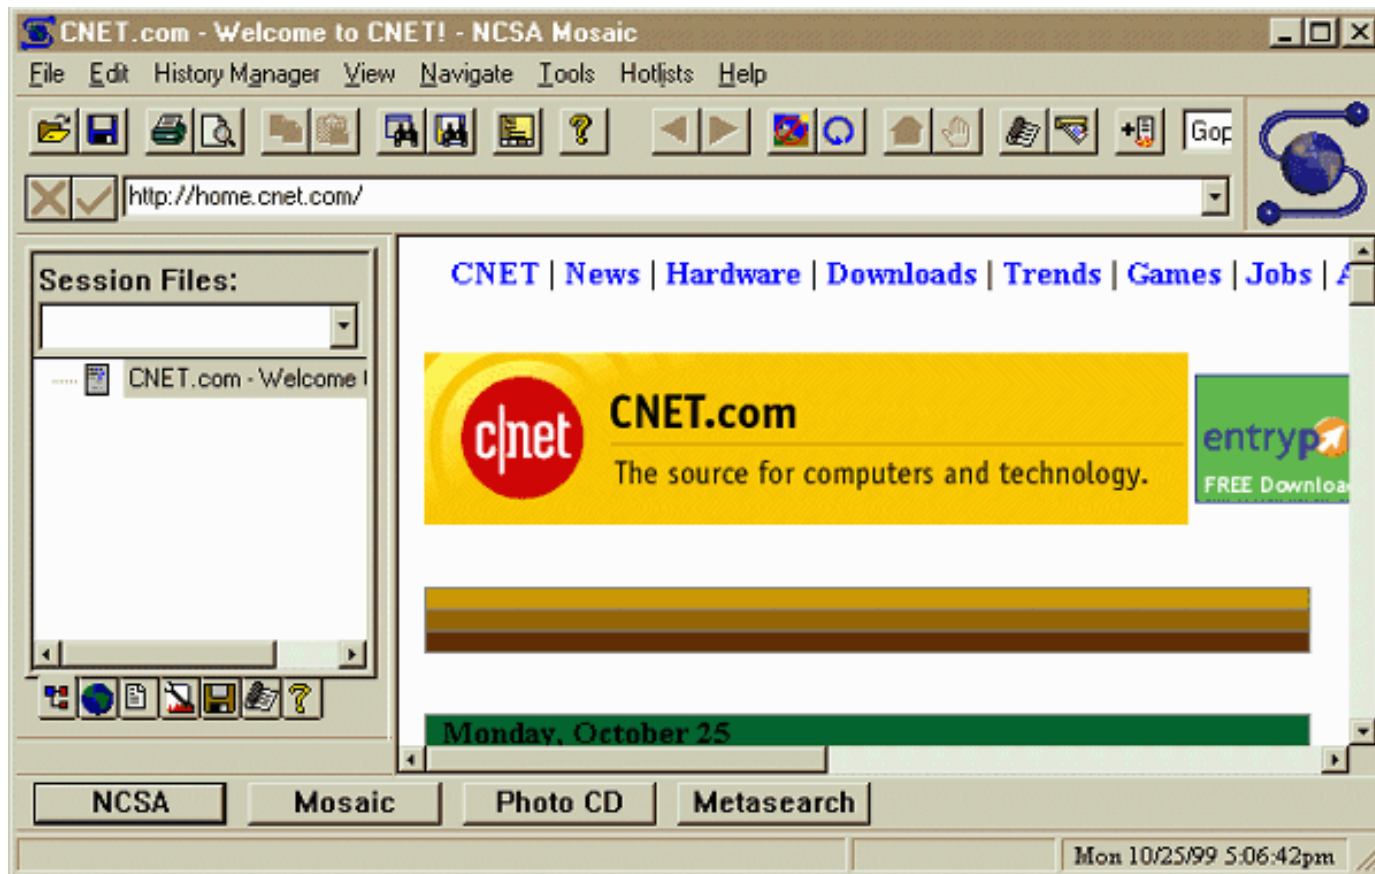 CNET.com - Welcome to CNET! - NCSA Mosaic
File Edit History Manager View Navigate Tools Hotlists Help
Gop
http://home.cnet.com/
Session Files:
CNET.com - Welcome
CNET | News | Hardware | Downloads | Trends | Games | Jobs | A
c|net
CNET.com
The source for computers and technology.
entryp
FREE Downloa
Monday, October 25
NCSA Mosaic Photo CD Metasearch
Mon 10/25/99 5:06:42pm